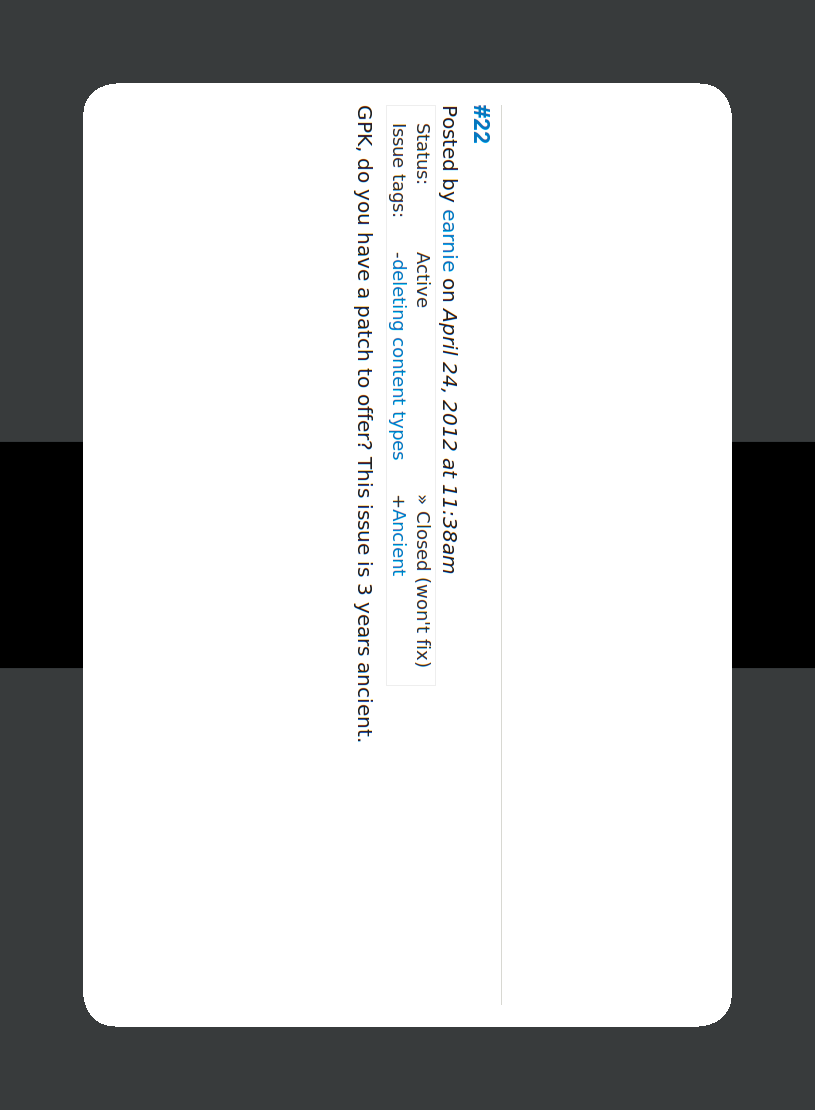 #22
Posted by earnie on April 24, 2012 at 11:38am
Status: Active » Closed (won't fix)
Issue tags: -deleting content types +Ancient
GPK, do you have a patch to offer? This issue is 3 years ancient.